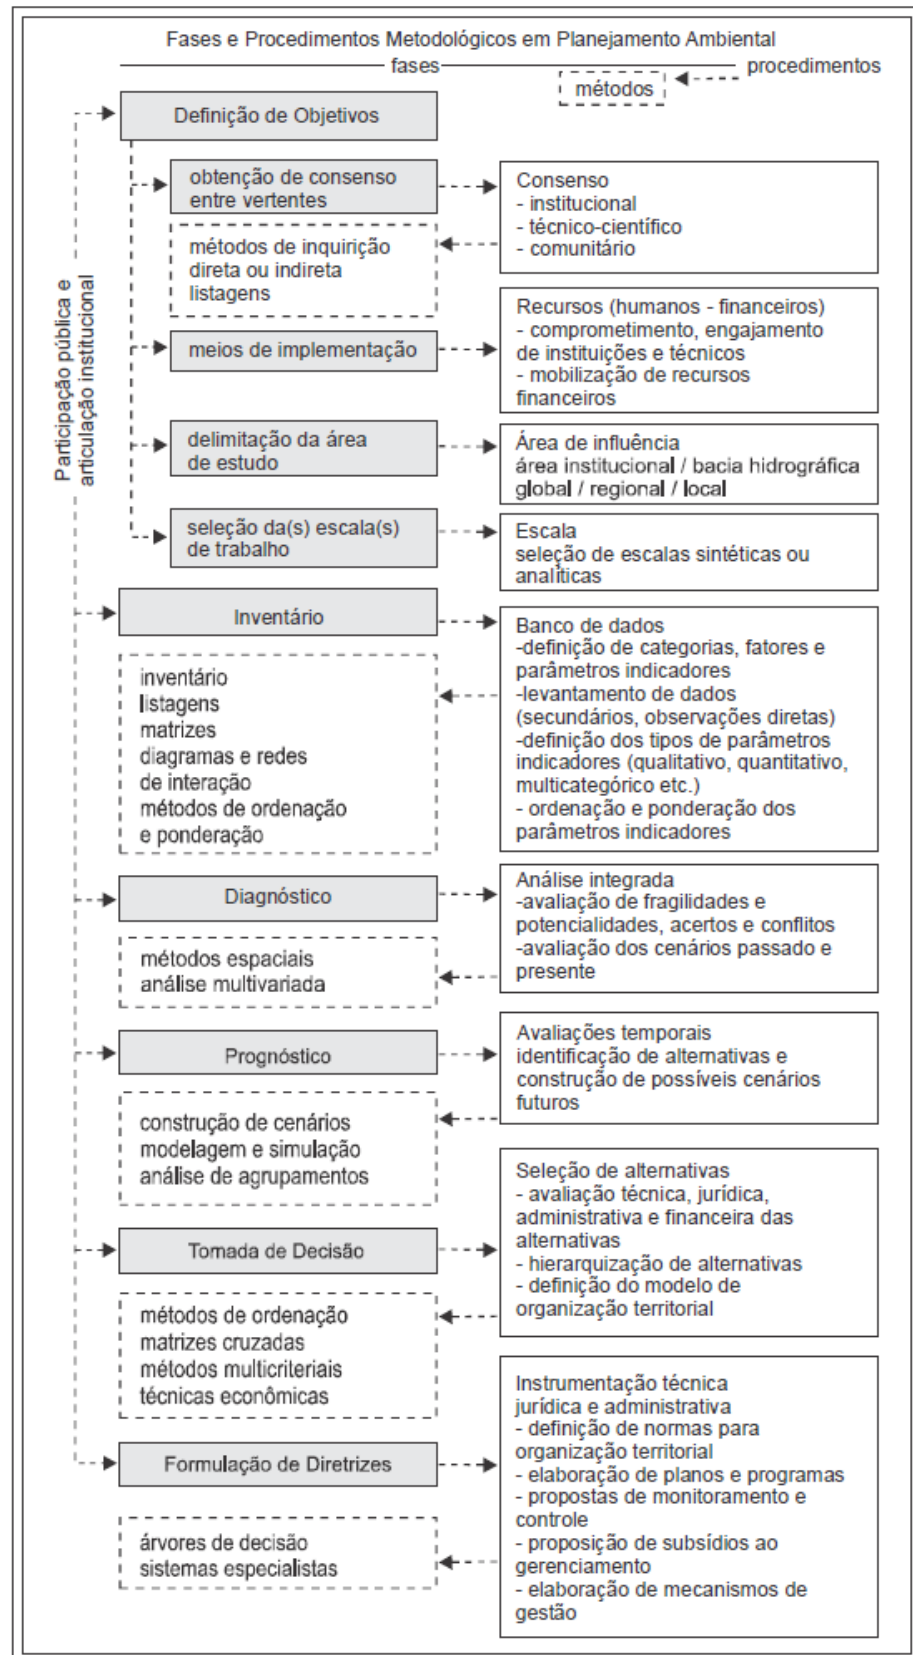 Fases e Procedimentos Metodológicos em Planejamento Ambiental
fases
procedimentos
métodos
Participação pública e
articulação institucional
Definição de Objetivos
obtenção de consenso
entre vertentes
Consenso
- institucional
- técnico-científico
- comunitário
métodos de inquirição
direta ou indireta
listagens
meios de implementação
Recursos (humanos - financeiros)
- comprometimento, engajamento
de instituições e técnicos
- mobilização de recursos
financeiros
delimitação da área
de estudo
Área de influência
área institucional / bacia hidrográfica
global / regional / local
seleção da(s) escala(s)
de trabalho
Escala
seleção de escalas sintéticas ou
analíticas
Inventário
Banco de dados
-definição de categorias, fatores e
parâmetros indicadores
-levantamento de dados
(secundários, observações diretas)
-definição dos tipos de parâmetros
indicadores (qualitativo, quantitativo,
multicategórico etc.)
- ordenação e ponderação dos
parâmetros indicadores
inventário
listagens
matrizes
diagramas e redes
de interação
métodos de ordenação
e ponderação
Diagnóstico
Análise integrada
-avaliação de fragilidades e
potencialidades, acertos e conflitos
-avaliação dos cenários passado e
presente
métodos espaciais
análise multivariada
Prognóstico
Avaliações temporais
identificação de alternativas e
construção de possíveis cenários
futuros
construção de cenários
modelagem e simulação
análise de agrupamentos
Tomada de Decisão
Seleção de alternativas
- avaliação técnica, jurídica,
administrativa e financeira das
alternativas
- hierarquização de alternativas
- definição do modelo de
organização territorial
métodos de ordenação
matrizes cruzadas
métodos multicriteriais
técnicas econômicas
Formulação de Diretrizes
Instrumentação técnica
jurídica e administrativa
- definição de normas para
organização territorial
- elaboração de planos e programas
- propostas de monitoramento e
controle
- proposição de subsídios ao
gerenciamento
- elaboração de mecanismos de
gestão
árvores de decisão
sistemas especialistas